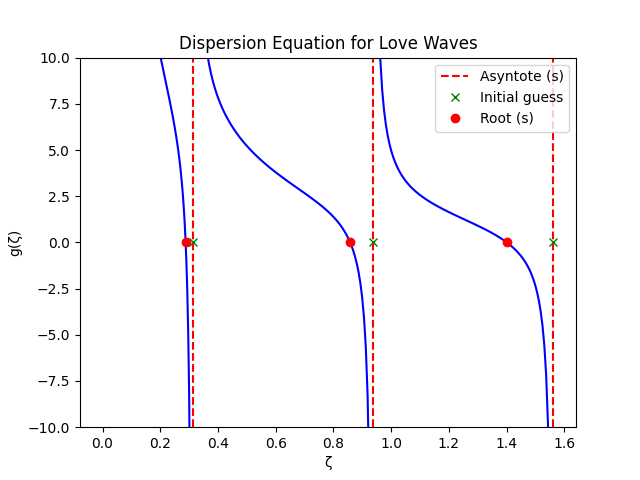 Dispersion Equation for Love Waves
10.0
7.5
5.0
2.5
0.0
−2.5
−5.0
−7.5
−10.0
g(ζ)
Asyntote (s)
Initial guess
Root (s)
0.0 0.2 0.4 0.6 0.8 1.0 1.2 1.4 1.6
ζ